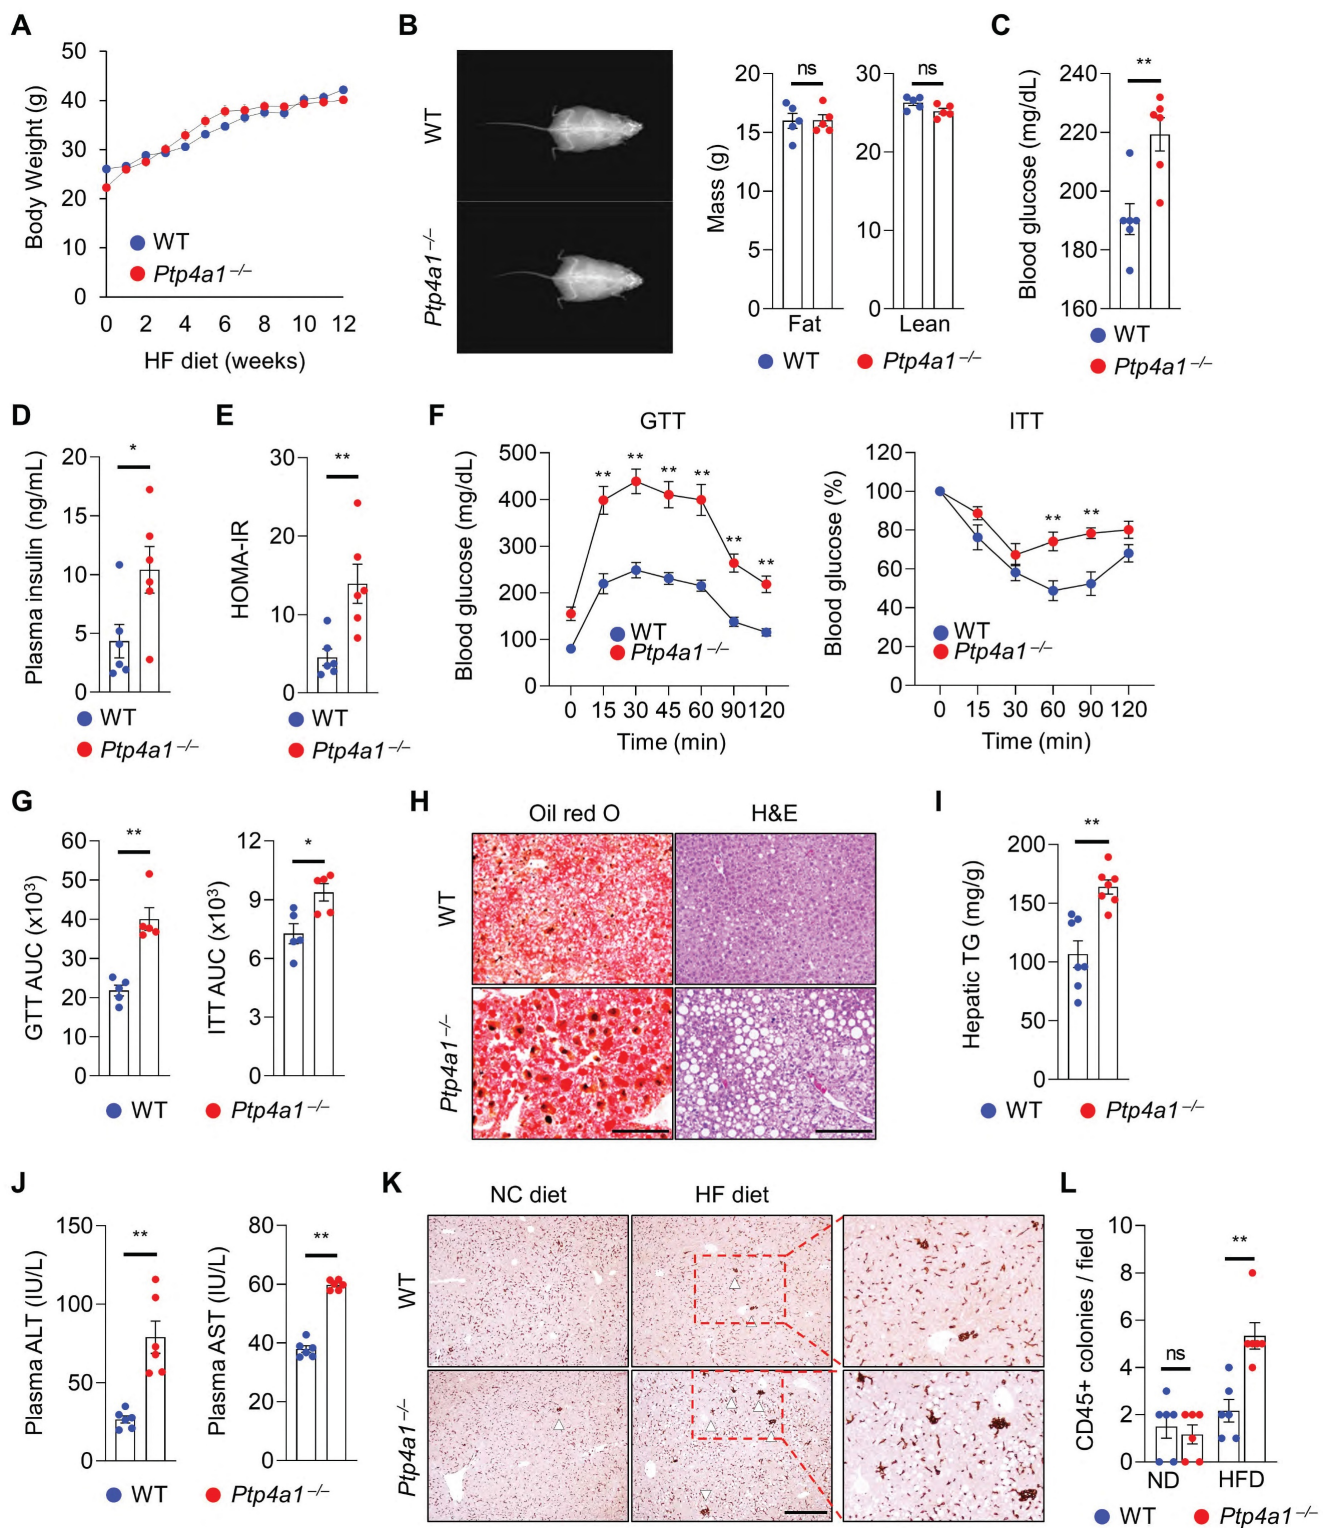 A
50
40
30
20
10
0
Body Weight (g)
WT
Ptp4a1−/−
0 2 4 6 8 10 12
HF diet (weeks)
B
WT
Ptp4a1−/−
Mass (g)
20
15
10
5
0
ns
Fat
30
20
10
0
ns
Lean
WT Ptp4a1−/−
C
Blood glucose (mg/dL)
240
220
200
180
160
**
WT
Ptp4a1−/−
D
Plasma insulin (ng/mL)
20
15
10
5
0
*
WT
Ptp4a1−/−
E
HOMA-IR
30
20
10
0
**
WT
Ptp4a1−/−
F
GTT
Blood glucose (mg/dL)
500
400
300
200
100
0
** ** ** ** ** **
WT
Ptp4a1−/−
0 15 30 45 60 90 120
Time (min)
ITT
Blood glucose (%)
120
100
80
60
40
20
0
** **
WT
Ptp4a1−/−
0 15 30 60 90 120
Time (min)
G
GTT AUC (x10³)
60
50
40
30
20
10
0
**
ITT AUC (x10³)
12
9
6
3
0
*
WT Ptp4a1−/−
H
Oil red O H&E
WT
Ptp4a1−/−
I
Hepatic TG (mg/g)
200
150
100
50
0
**
WT Ptp4a1−/−
J
Plasma ALT (IU/L)
150
100
50
0
**
Plasma AST (IU/L)
80
60
40
20
0
**
WT Ptp4a1−/−
K
NC diet HF diet
WT
Ptp4a1−/−
L
CD45+ colonies / field
10
8
6
4
2
0
ns
**
ND HFD
WT Ptp4a1−/−